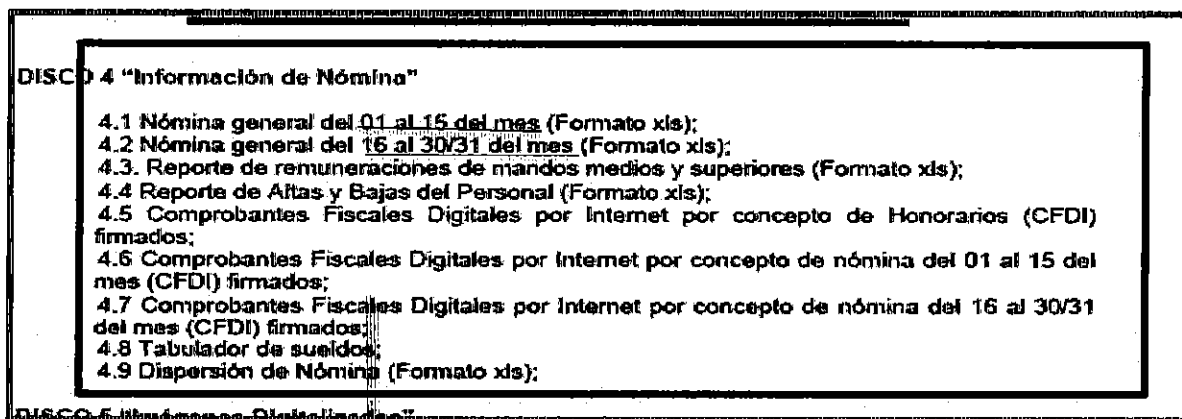 DISCO 4 "Información de Nómina"
4.1 Nómina general del 01 al 15 del mes (Formato xls);
4.2 Nómina general del 16 al 30/31 del mes (Formato xls);
4.3. Reporte de remuneraciones de mandos medios y superiores (Formato xls);
4.4 Reporte de Altas y Bajas del Personal (Formato xls);
4.5 Comprobantes Fiscales Digitales por Internet por concepto de Honorarios (CFDI)
firmados;
4.6 Comprobantes Fiscales Digitales por Internet por concepto de nómina del 01 al 15 del
mes (CFDI) firmados;
4.7 Comprobantes Fiscales Digitales por Internet por concepto de nómina del 16 al 30/31
del mes (CFDI) firmados;
4.8 Tabulador de sueldos;
4.9 Dispersión de Nómina (Formato xls);
DISCO 5